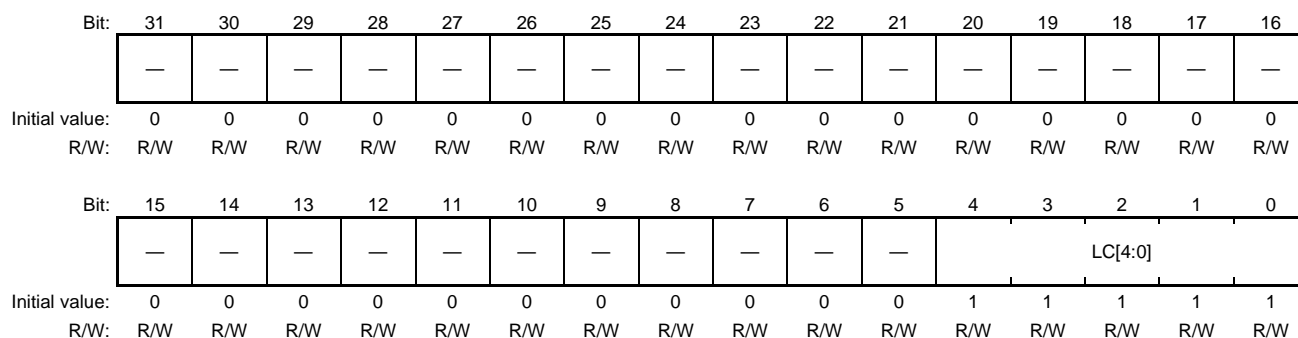 Bit: 31 30 29 28 27 26 25 24 23 22 21 20 19 18 17 16
— — — — — — — — — — — — — — — —
Initial value: 0 0 0 0 0 0 0 0 0 0 0 0 0 0 0 0
R/W: R/W R/W R/W R/W R/W R/W R/W R/W R/W R/W R/W R/W R/W R/W R/W R/W
Bit: 15 14 13 12 11 10 9 8 7 6 5 4 3 2 1 0
— — — — — — — — — — — LC[4:0]
Initial value: 0 0 0 0 0 0 0 0 0 0 0 1 1 1 1 1
R/W: R/W R/W R/W R/W R/W R/W R/W R/W R/W R/W R/W R/W R/W R/W R/W R/W